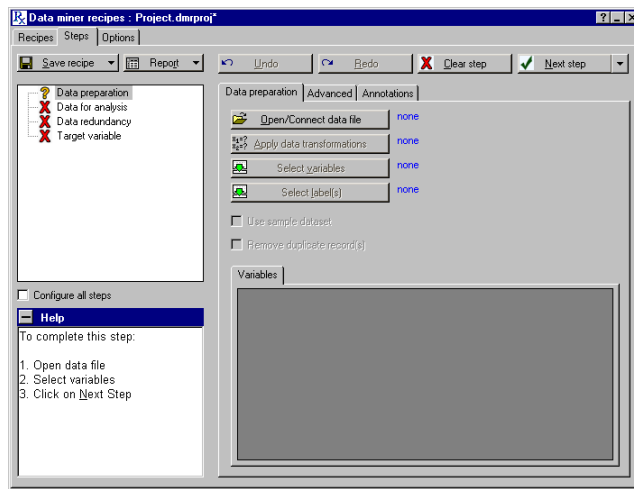 Data miner recipes : Project.dmrproj*
Recipes Steps Options
Save recipe Report Undo Redo Clear step Next step
Data preparation
Data for analysis
Data redundancy
Target variable
Configure all steps
Help
To complete this step:
1. Open data file
2. Select variables
3. Click on Next Step
Data preparation Advanced Annotations
Open/Connect data file none
Apply data transformations none
Select variables none
Select label(s) none
Use sample dataset
Remove duplicate record(s)
Variables